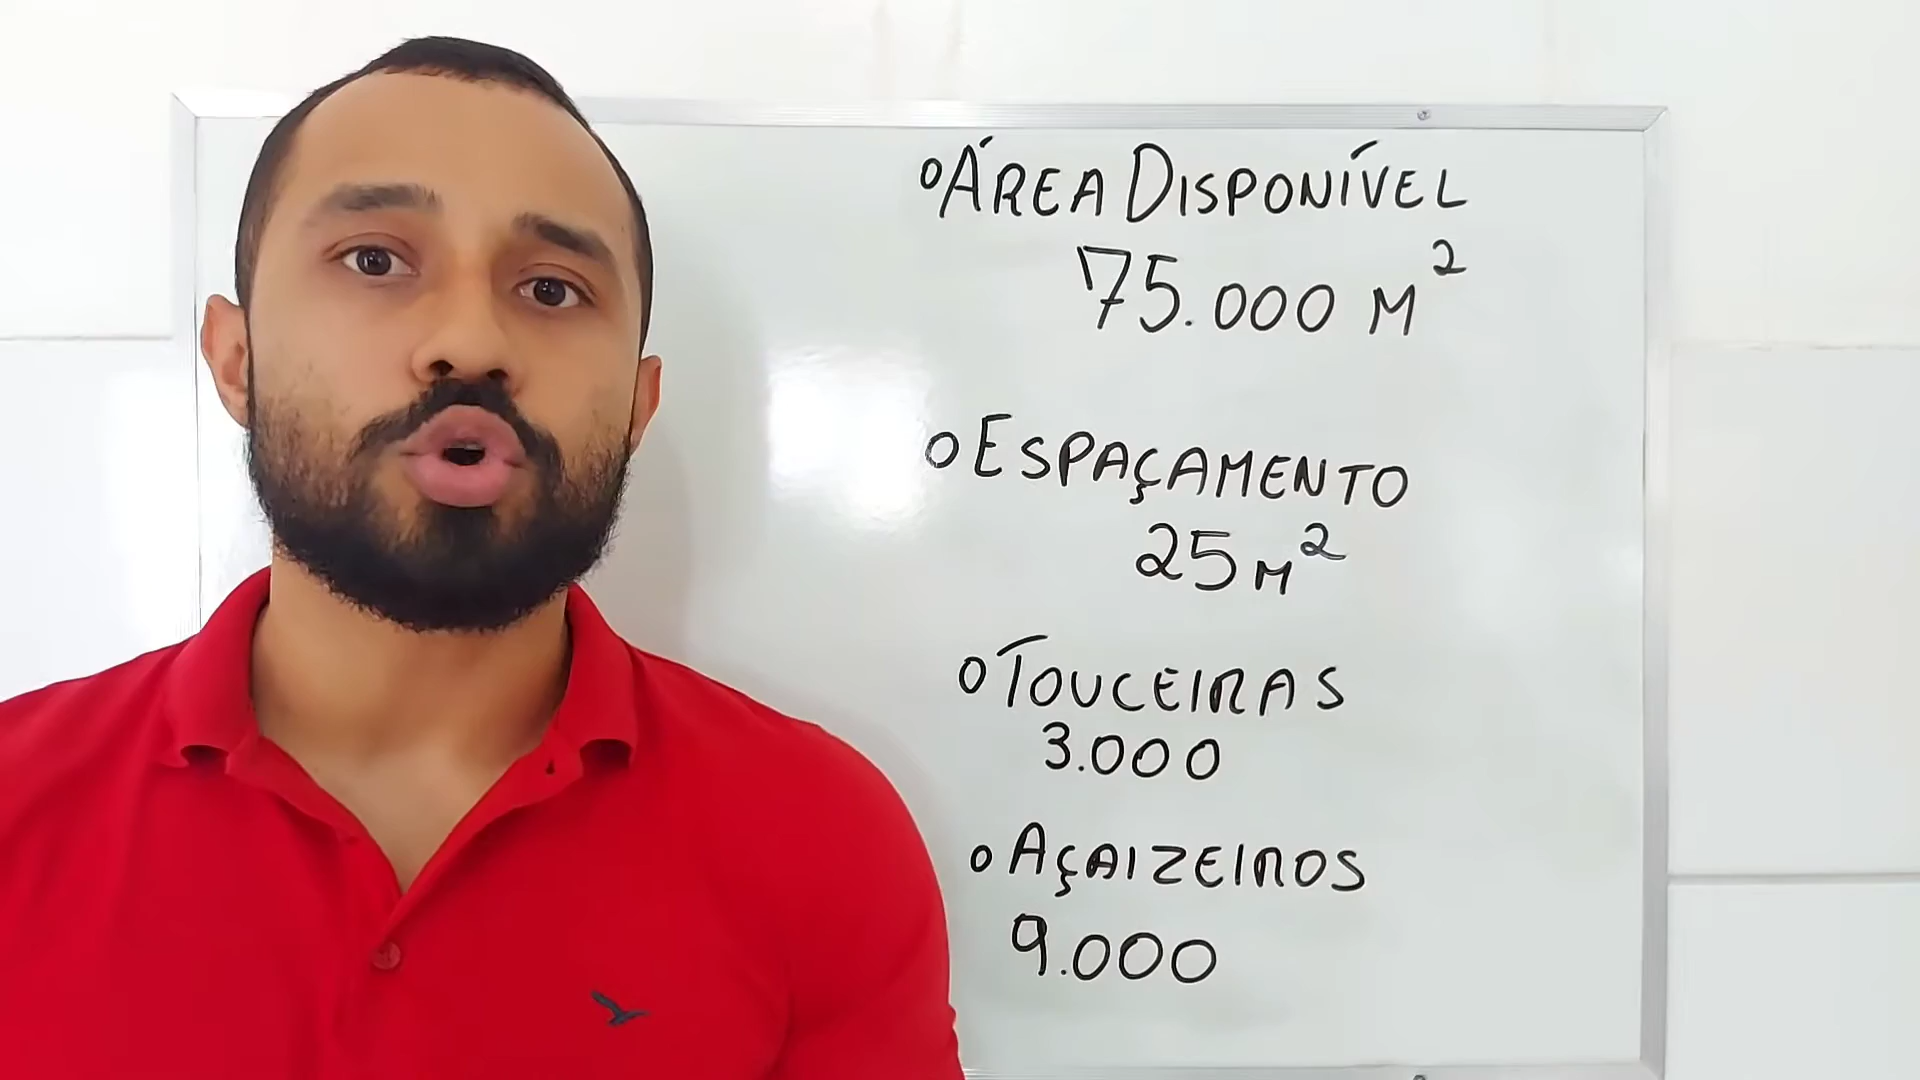 o ÁREA DISPONÍVEL
75.000 M²
o ESPAÇAMENTO
25 M²
o TOUCEIRAS
3.000
o AÇAIZEIROS
9.000